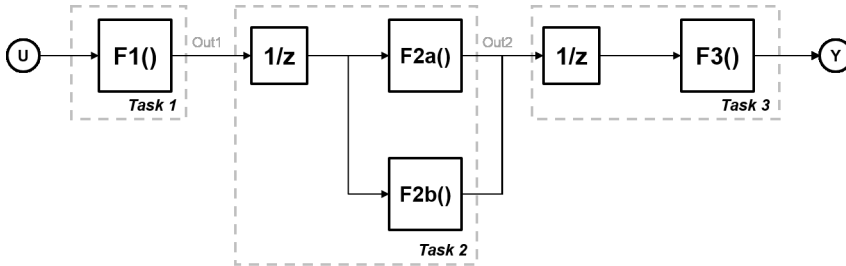 U
F1()
Task 1
Out1
1/z
F2a()
F2b()
Task 2
Out2
1/z
F3()
Task 3
Y